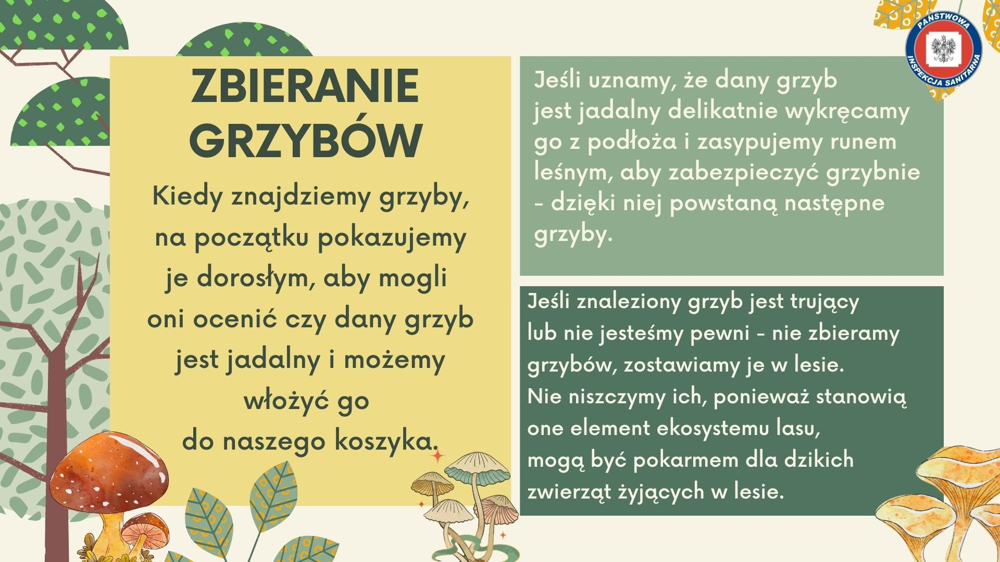 ZBIERANIE
GRZYBÓW
Kiedy znajdziemy grzyby,
na początku pokazujemy
je dorosłym, aby mogli
oni ocenić czy dany grzyb
jest jadalny i możemy
włożyć go
do naszego koszyka.
Jeśli uznamy, że dany grzyb
jest jadalny delikatnie wykręcamy
go z podłoża i zasypujemy runem
leśnym, aby zabezpieczyć grzybnie
- dzięki niej powstaną następne
grzyby.
Jeśli znaleziony grzyb jest trujący
lub nie jesteśmy pewni - nie zbieramy
grzybów, zostawiamy je w lesie.
Nie niszczymy ich, ponieważ stanowią
one element ekosystemu lasu,
mogą być pokarmem dla dzikich
zwierząt żyjących w lesie.
PAŃSTWOWA
INSPEKCJA SANITARNA